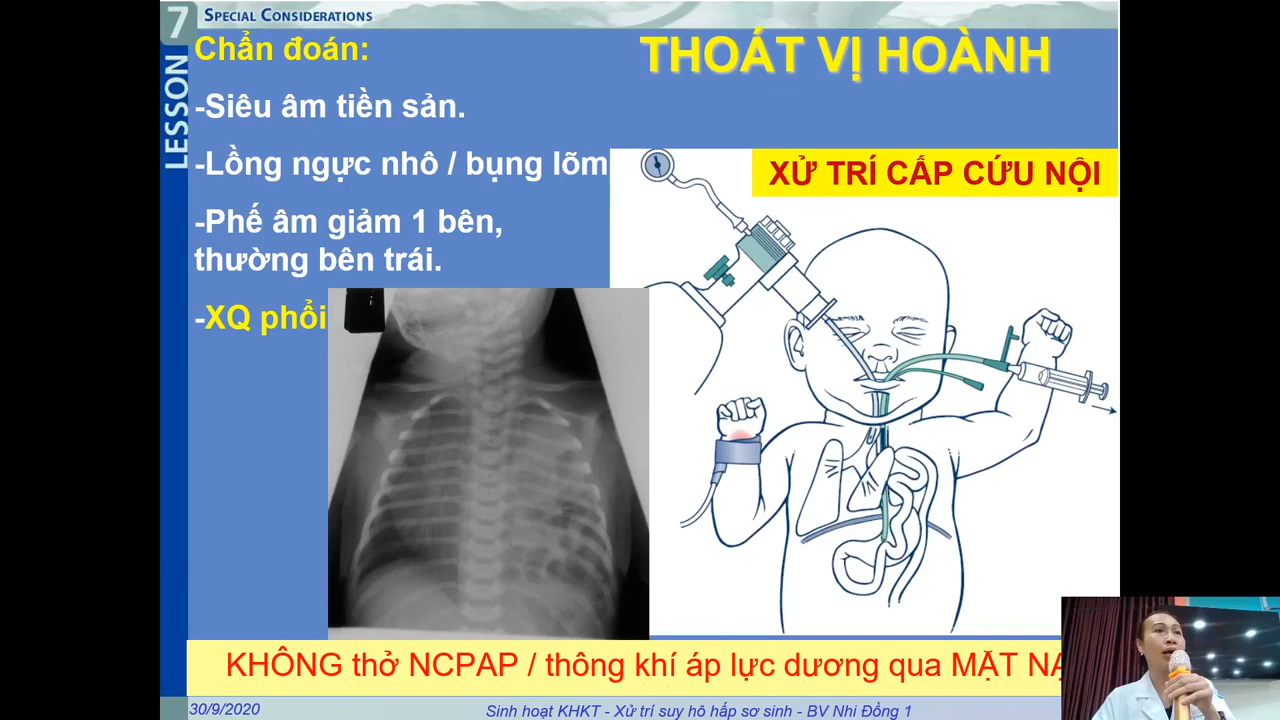 7 SPECIAL CONSIDERATIONS
LESSON
Chẩn đoán:
THOÁT VỊ HOÀNH
-Siêu âm tiền sản.
-Lồng ngực nhô / bụng lõm
XỬ TRÍ CẤP CỨU NỘI
-Phế âm giảm 1 bên,
thường bên trái.
-XQ phổi
KHÔNG thở NCPAP / thông khí áp lực dương qua MẶT
30/9/2020
Sinh hoạt KHKT - Xử trí suy hô hấp sơ sinh - BV Nhi Đồng 1